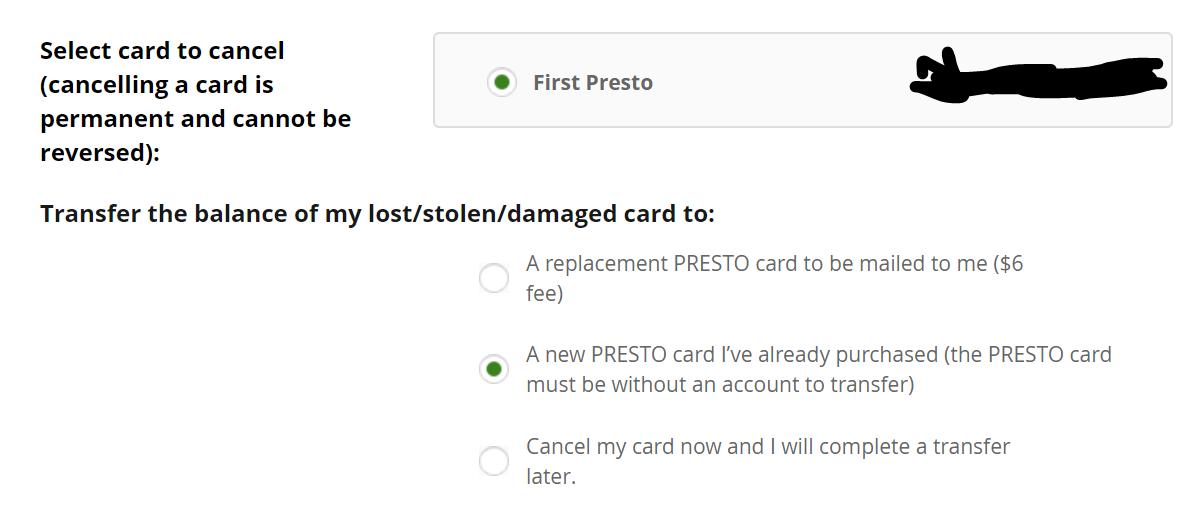 Select card to cancel
(cancelling a card is
permanent and cannot be
reversed):
First Presto
Transfer the balance of my lost/stolen/damaged card to:
A replacement PRESTO card to be mailed to me ($6
fee)
A new PRESTO card I’ve already purchased (the PRESTO card
must be without an account to transfer)
Cancel my card now and I will complete a transfer
later.